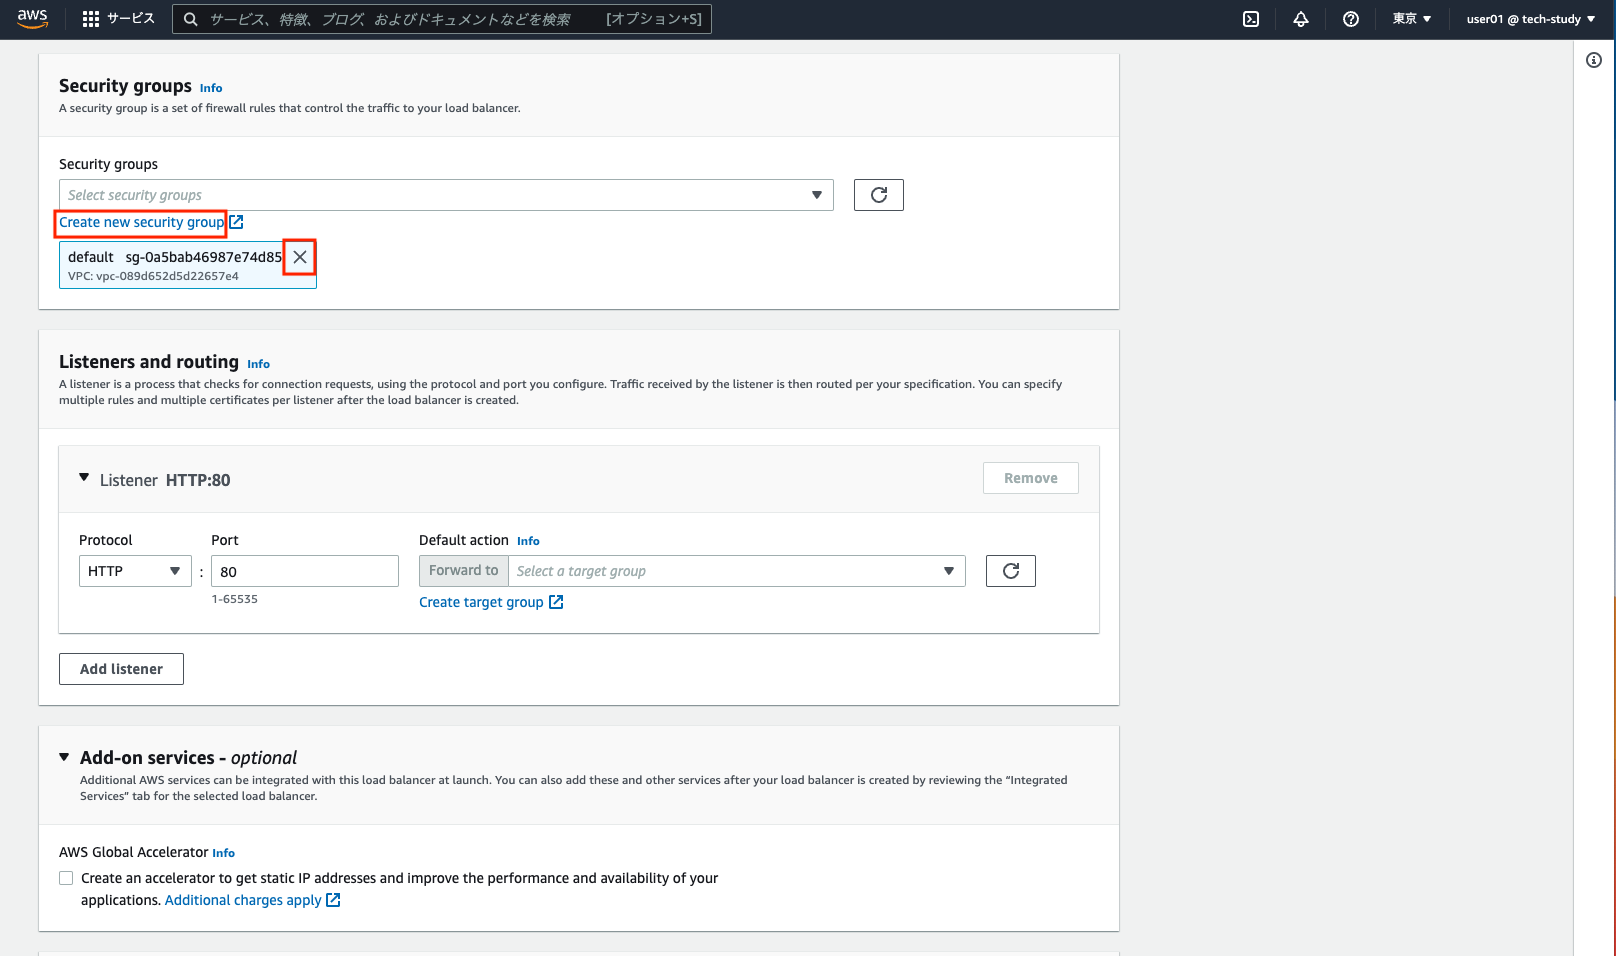 aws
サービス
サービス、特徴、ブログ、およびドキュメントなどを検索
[オプション+S]
東京
user01 @ tech-study
Security groups Info
A security group is a set of firewall rules that control the traffic to your load balancer.
Security groups
Select security groups
Create new security group
default sg-0a5bab46987e74d85
VPC: vpc-089d652d5d22657e4
Listeners and routing Info
A listener is a process that checks for connection requests, using the protocol and port you configure. Traffic received by the listener is then routed per your specification. You can specify
multiple rules and multiple certificates per listener after the load balancer is created.
Listener HTTP:80
Remove
Protocol
Port
Default action Info
HTTP
:
80
Forward to
Select a target group
1-65535
Create target group
Add listener
Add-on services - optional
Additional AWS services can be integrated with this load balancer at launch. You can also add these and other services after your load balancer is created by reviewing the “Integrated
Services” tab for the selected load balancer.
AWS Global Accelerator Info
Create an accelerator to get static IP addresses and improve the performance and availability of your
applications. Additional charges apply